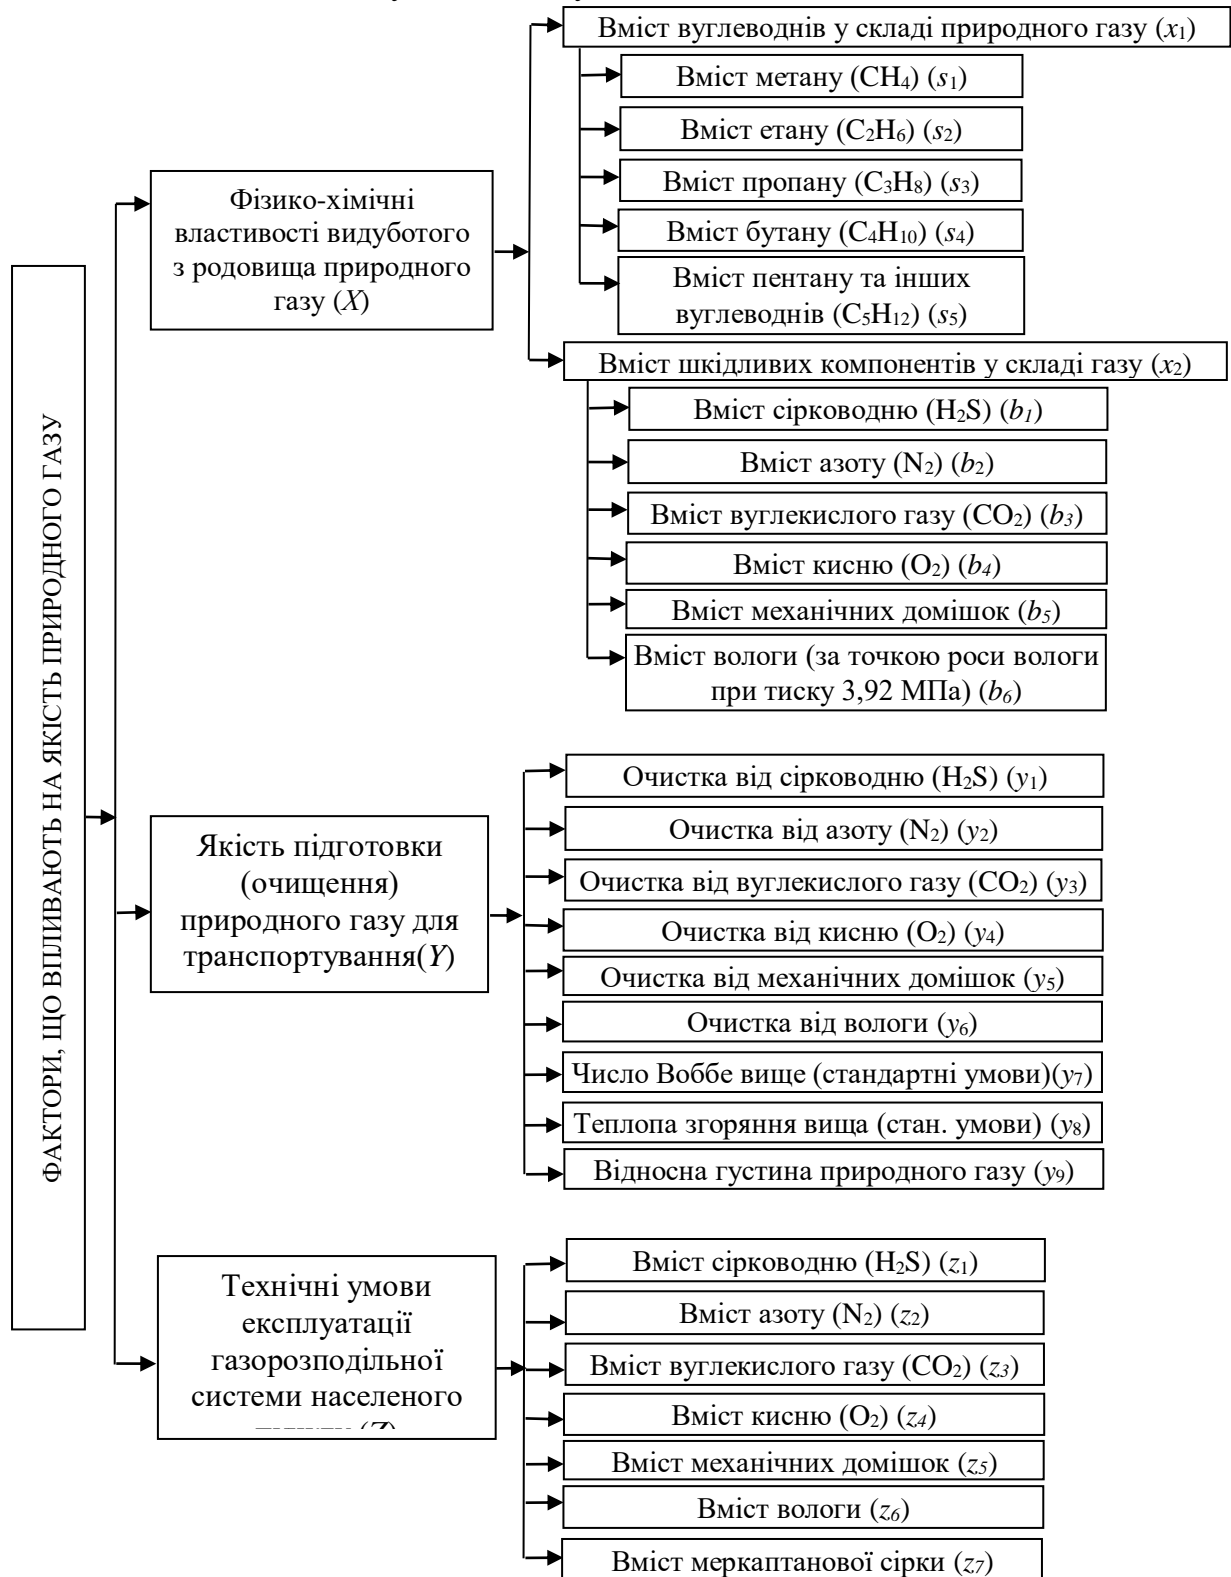 ФАКТОРИ, ЩО ВПЛИВАЮТЬ НА ЯКІСТЬ ПРИРОДНОГО ГАЗУ
Фізико-хімічні
властивості видуботого
з родовища природного
газу (X)
Вміст вуглеводнів у складі природного газу (x₁)
Вміст метану (CH₄) (s₁)
Вміст етану (C₂H₆) (s₂)
Вміст пропану (C₃H₈) (s₃)
Вміст бутану (C₄H₁₀) (s₄)
Вміст пентану та інших
вуглеводнів (C₅H₁₂) (s₅)
Вміст шкідливих компонентів у складі газу (x₂)
Вміст сірководню (H₂S) (b₁)
Вміст азоту (N₂) (b₂)
Вміст вуглекислого газу (CO₂) (b₃)
Вміст кисню (O₂) (b₄)
Вміст механічних домішок (b₅)
Вміст вологи (за точкою роси вологи
при тиску 3,92 МПа) (b₆)
Якість підготовки
(очищення)
природного газу для
транспортування(Y)
Очистка від сірководню (H₂S) (y₁)
Очистка від азоту (N₂) (y₂)
Очистка від вуглекислого газу (CO₂) (y₃)
Очистка від кисню (O₂) (y₄)
Очистка від механічних домішок (y₅)
Очистка від вологи (y₆)
Число Воббе вище (стандартні умови)(y₇)
Теплопа згоряння вища (стан. умови) (y₈)
Відносна густина природного газу (y₉)
Технічні умови
експлуатації
газорозподільної
системи населеного
Вміст сірководню (H₂S) (z₁)
Вміст азоту (N₂) (z₂)
Вміст вуглекислого газу (CO₂) (z₃)
Вміст кисню (O₂) (z₄)
Вміст механічних домішок (z₅)
Вміст вологи (z₆)
Вміст меркаптанової сірки (z₇)